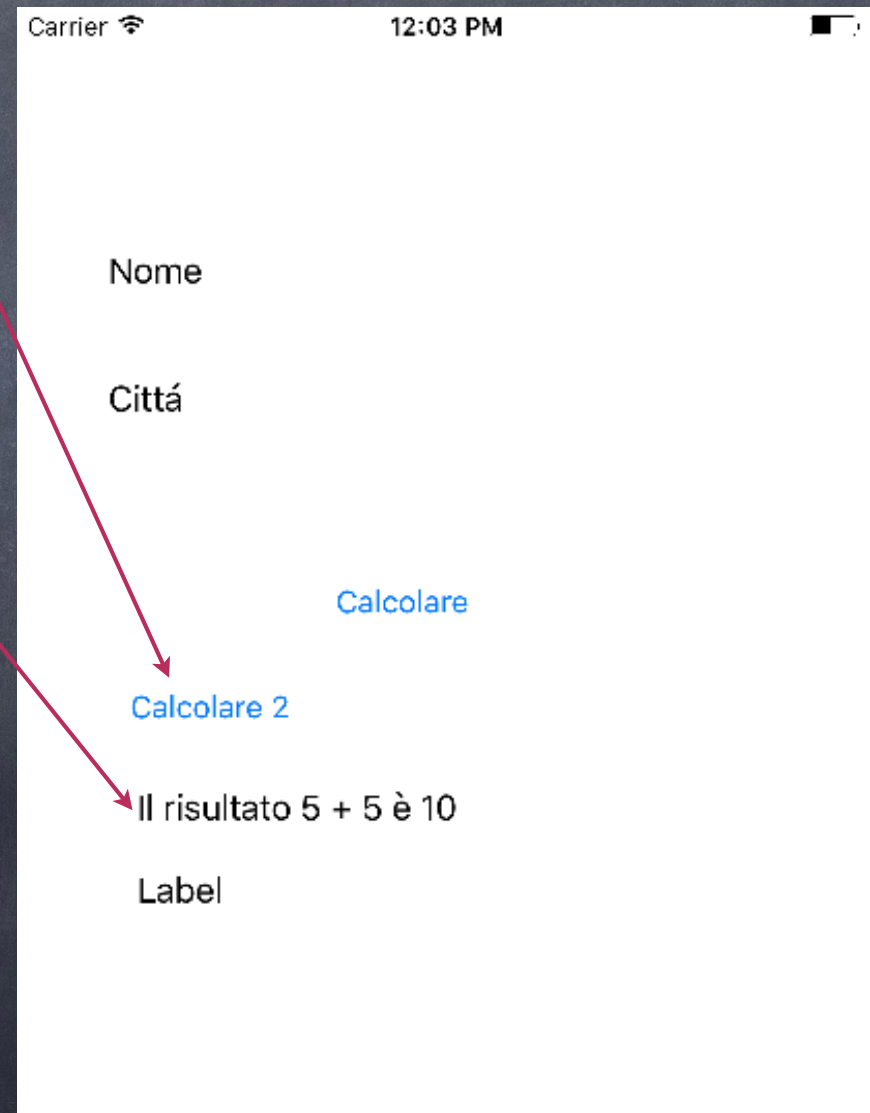 Carrier 12:03 PM
Nome
Cittá
Calcolare
Calcolare 2
Il risultato 5 + 5 è 10
Label